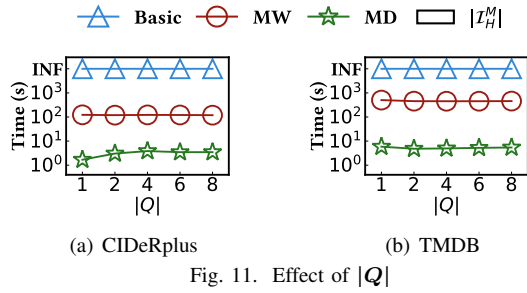 Basic MW MD |𝓘_H^M|
INF
10^3
10^2
10^1
10^0
Time (s)
1 2 4 6 8
|Q|
(a) CIDeRplus
INF
10^3
10^2
10^1
10^0
Time (s)
1 2 4 6 8
|Q|
(b) TMDB
Fig. 11. Effect of |Q|